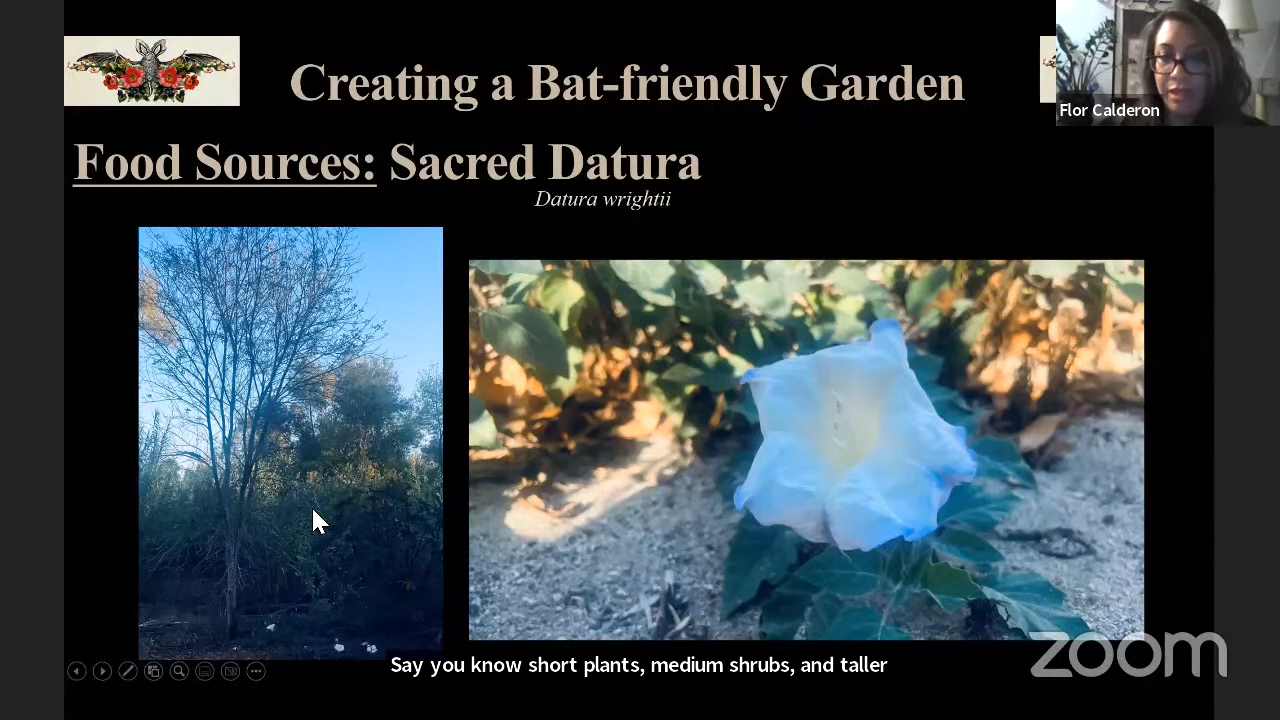 Creating a Bat-friendly Garden
Flor Calderon
Food Sources: Sacred Datura
Datura wrightii
Say you know short plants, medium shrubs, and taller
zoom